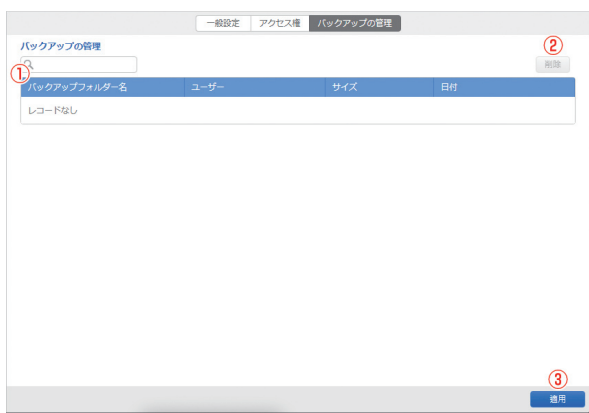 一般設定 アクセス権 バックアップの管理
バックアップの管理
②
①
削除
バックアップフォルダー名 ユーザー サイズ 日付
レコードなし
③
適用